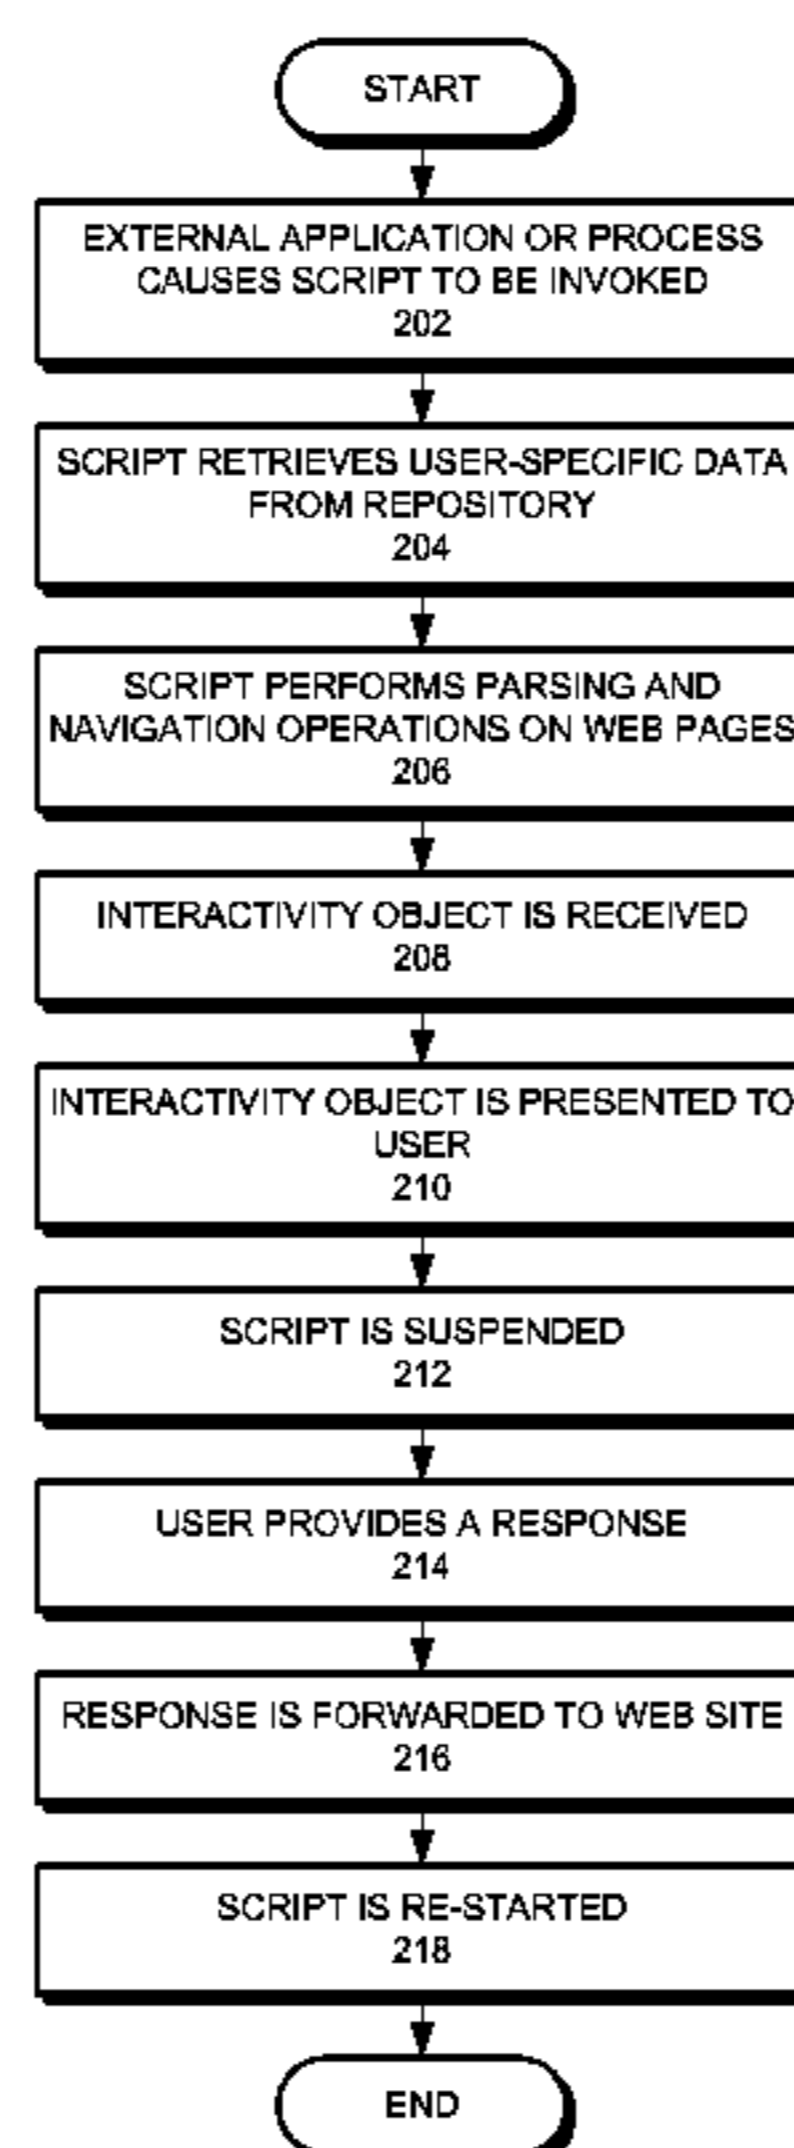 START
EXTERNAL APPLICATION OR PROCESS
CAUSES SCRIPT TO BE INVOKED
202
SCRIPT RETRIEVES USER-SPECIFIC DATA
FROM REPOSITORY
204
SCRIPT PERFORMS PARSING AND
NAVIGATION OPERATIONS ON WEB PAGES
206
INTERACTIVITY OBJECT IS RECEIVED
208
INTERACTIVITY OBJECT IS PRESENTED TO
USER
210
SCRIPT IS SUSPENDED
212
USER PROVIDES A RESPONSE
214
RESPONSE IS FORWARDED TO WEB SITE
216
SCRIPT IS RE-STARTED
218
END